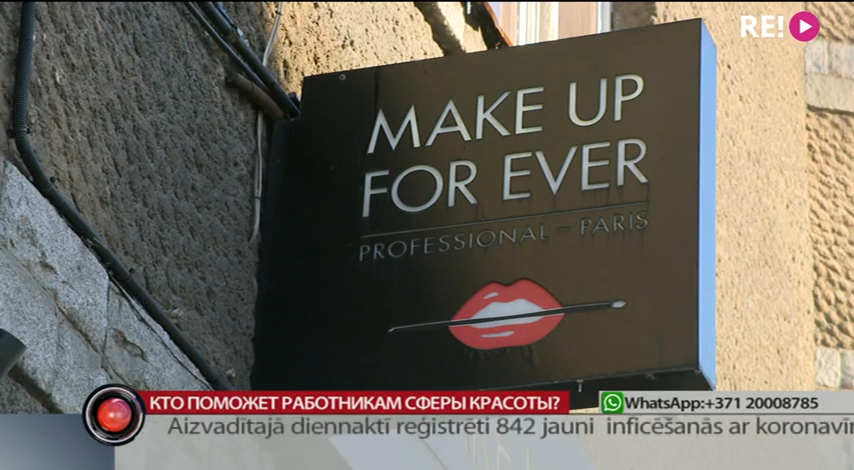 RE!
MAKE UP
FOR EVER
PROFESSIONAL – PARIS
КТО ПОМОЖЕТ РАБОТНИКАМ СФЕРЫ КРАСОТЫ?
WhatsApp:+371 20008785
Aizvadītajā diennaktī reģistrēti 842 jauni inficēšanās ar koronavīr